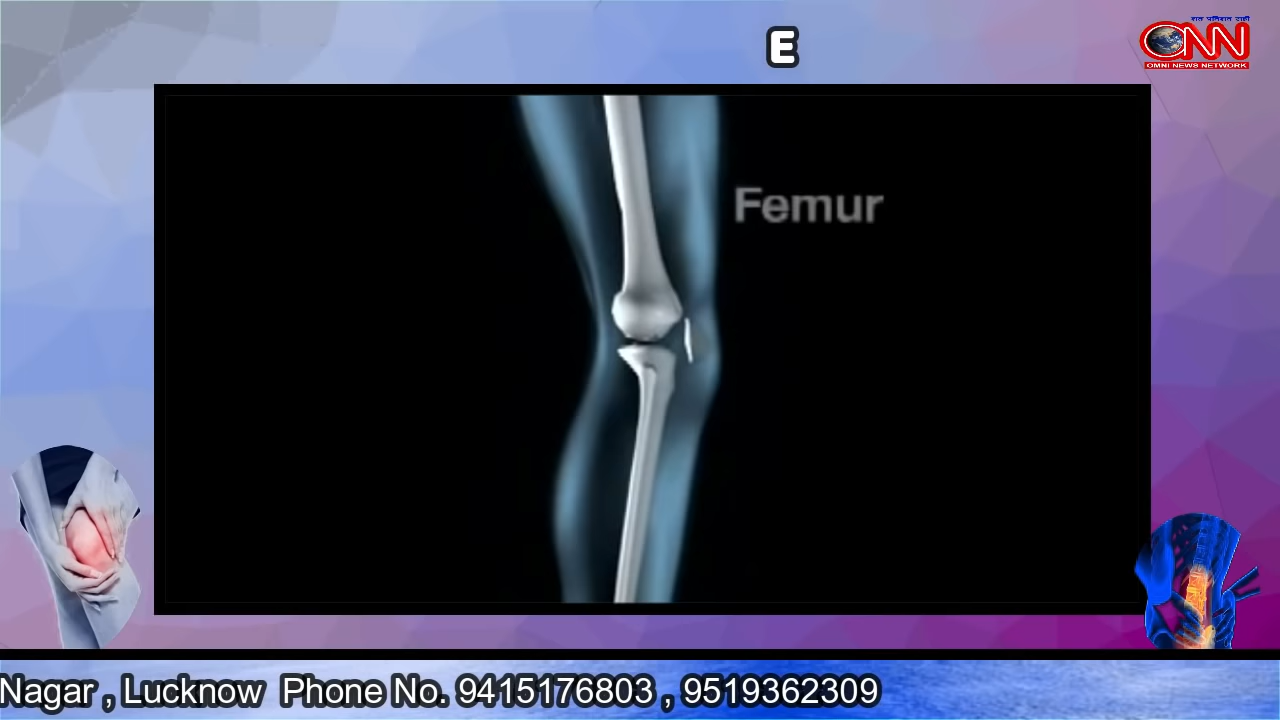 E
ONN
OMNI NEWS NETWORK
Femur
Nagar , Lucknow Phone No. 9415176803 , 9519362309